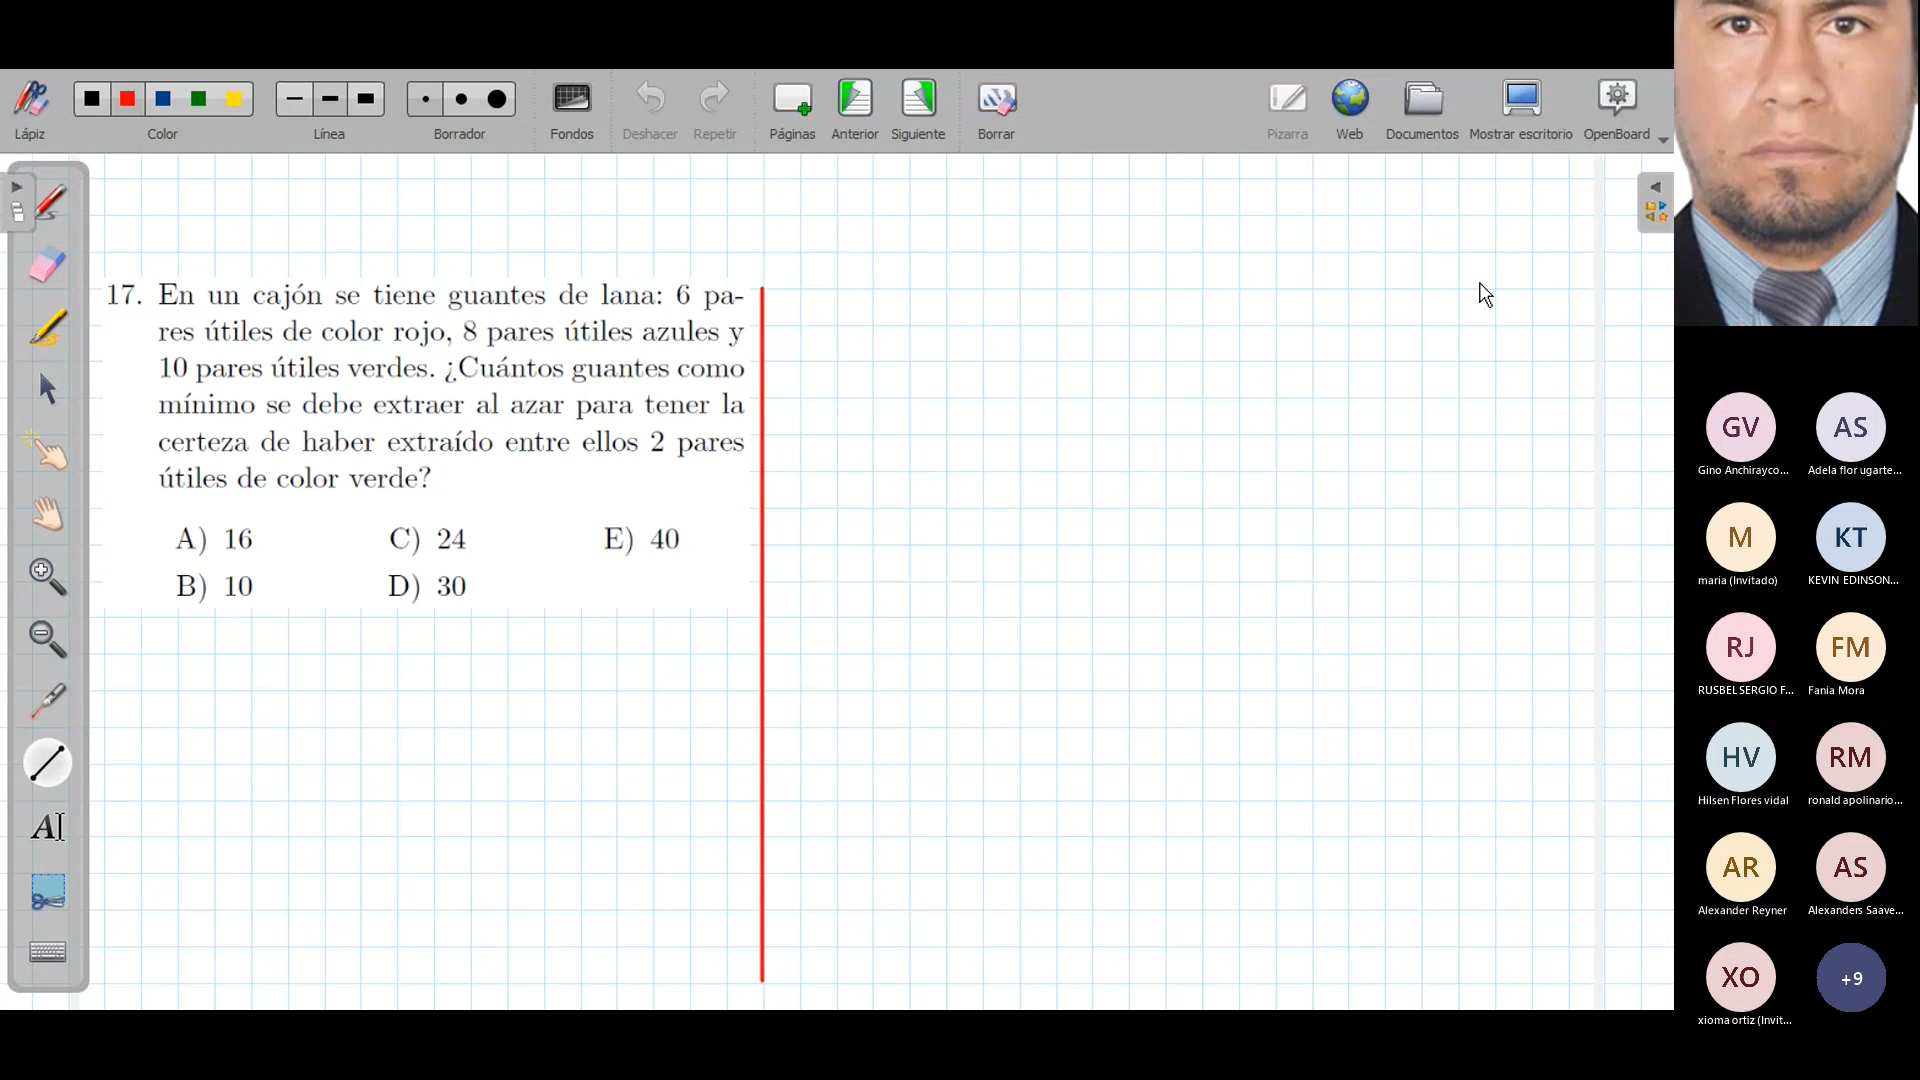 Lápiz
Color
Línea
Borrador
Fondos
Deshacer
Repetir
Páginas
Anterior
Siguiente
Borrar
Pizarra
Web
Documentos
Mostrar escritorio
OpenBoard
17. En un cajón se tiene guantes de lana: 6 pa-
res útiles de color rojo, 8 pares útiles azules y
10 pares útiles verdes. ¿Cuántos guantes como
mínimo se debe extraer al azar para tener la
certeza de haber extraído entre ellos 2 pares
útiles de color verde?
A) 16 C) 24 E) 40
B) 10 D) 30
AI
GV AS
Gino Anchirayco... Adela flor ugarte...
M KT
maria (Invitado) KEVIN EDINSON...
RJ FM
RUSBEL SERGIO F... Fania Mora
HV RM
Hilsen Flores vidal ronald apolinario...
AR AS
Alexander Reyner Alexanders Saave...
XO +9
xioma ortiz (Invit...